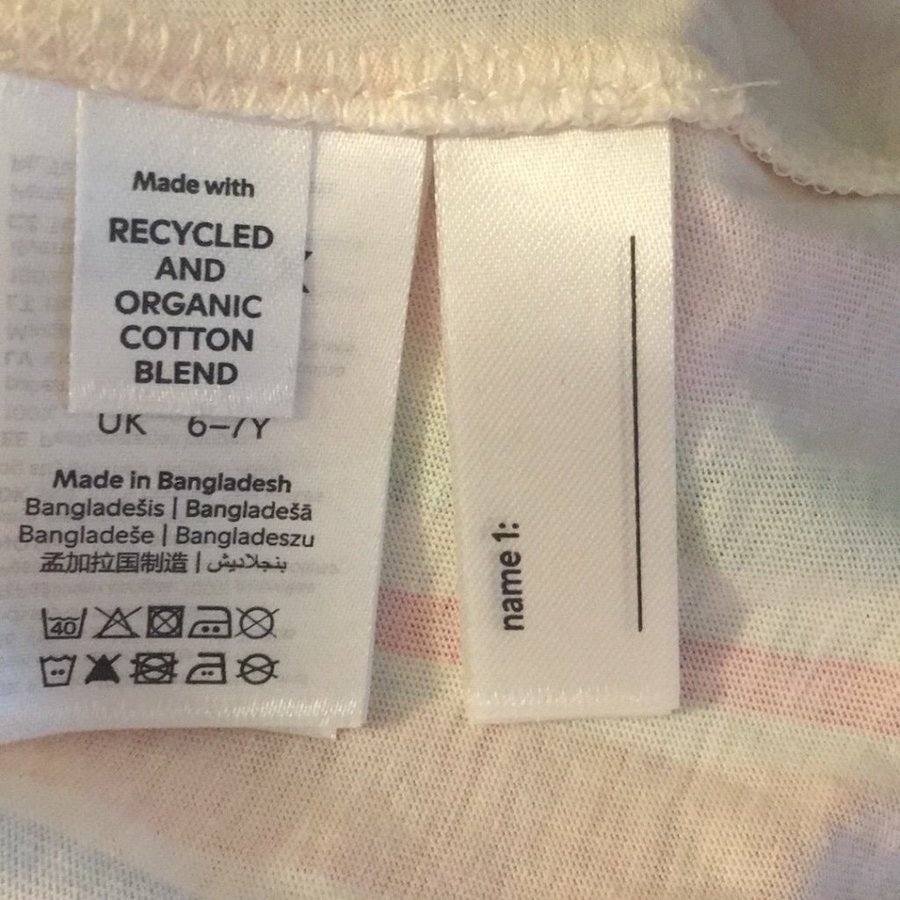 Made with
RECYCLED
AND
ORGANIC
COTTON
BLEND
UK 6-7Y
Made in Bangladesh
Bangladešis | Bangladešā
Bangladeše | Bangladeszu
孟加拉国制造 | بنجلاديش
40
name 1: